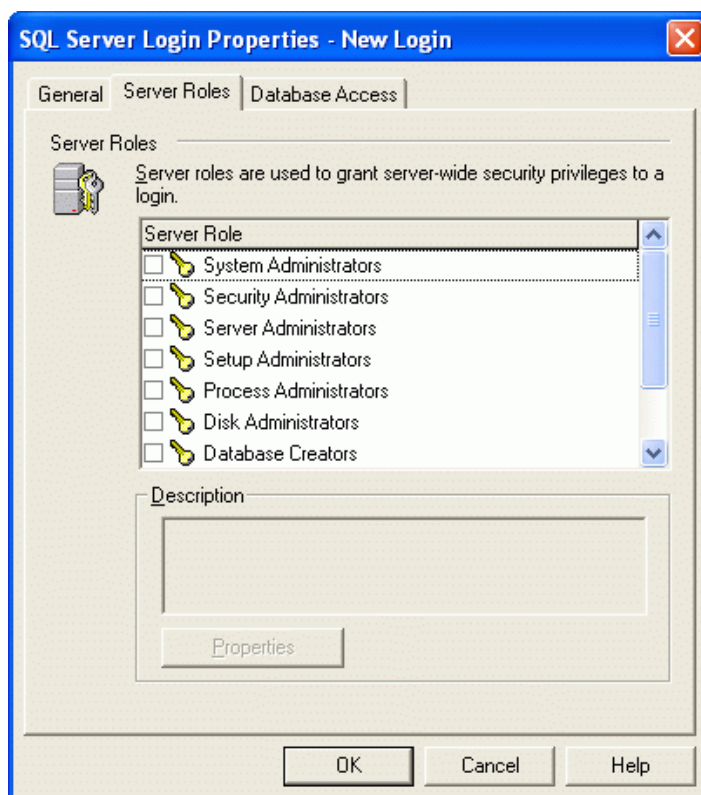 SQL Server Login Properties - New Login
General Server Roles Database Access
Server Roles
Server roles are used to grant server-wide security privileges to a
login.
Server Role
System Administrators
Security Administrators
Server Administrators
Setup Administrators
Process Administrators
Disk Administrators
Database Creators
Description
Properties
OK Cancel Help